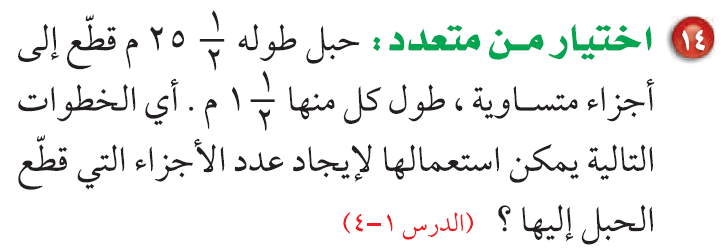 ١٤ اختيار من متعدد : حبل طوله ١/٢ ٢٥ م قطّع إلى
أجزاء متساوية ، طول كل منها ١/٢ ١ م . أي الخطوات
التالية يمكن استعمالها لإيجاد عدد الأجزاء التي قطّع
الحبل إليها ؟ (الدرس ١-٤)